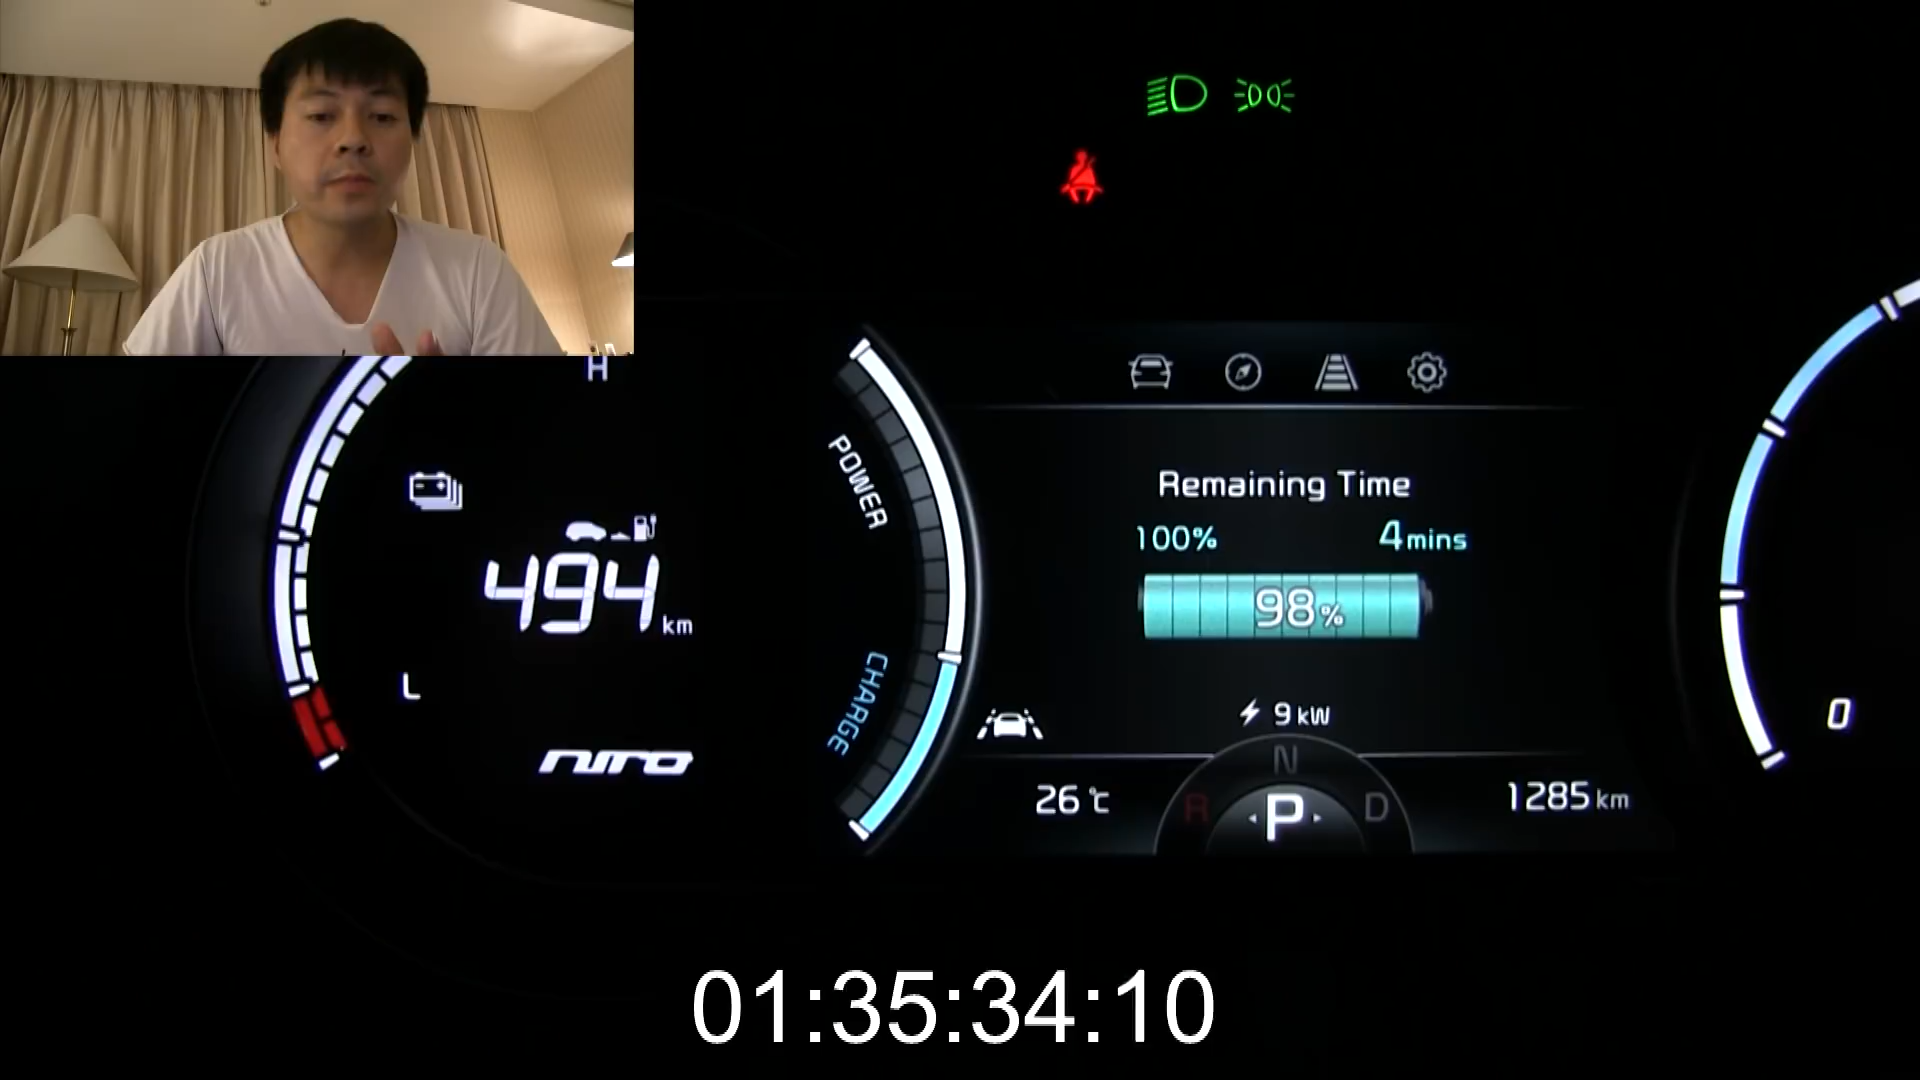 H
POWER
494 km
L
CHARGE
NIRO
Remaining Time
100% 4mins
98%
9 kW
26 ℃
N
R P D
1285 km
0
01:35:34:10